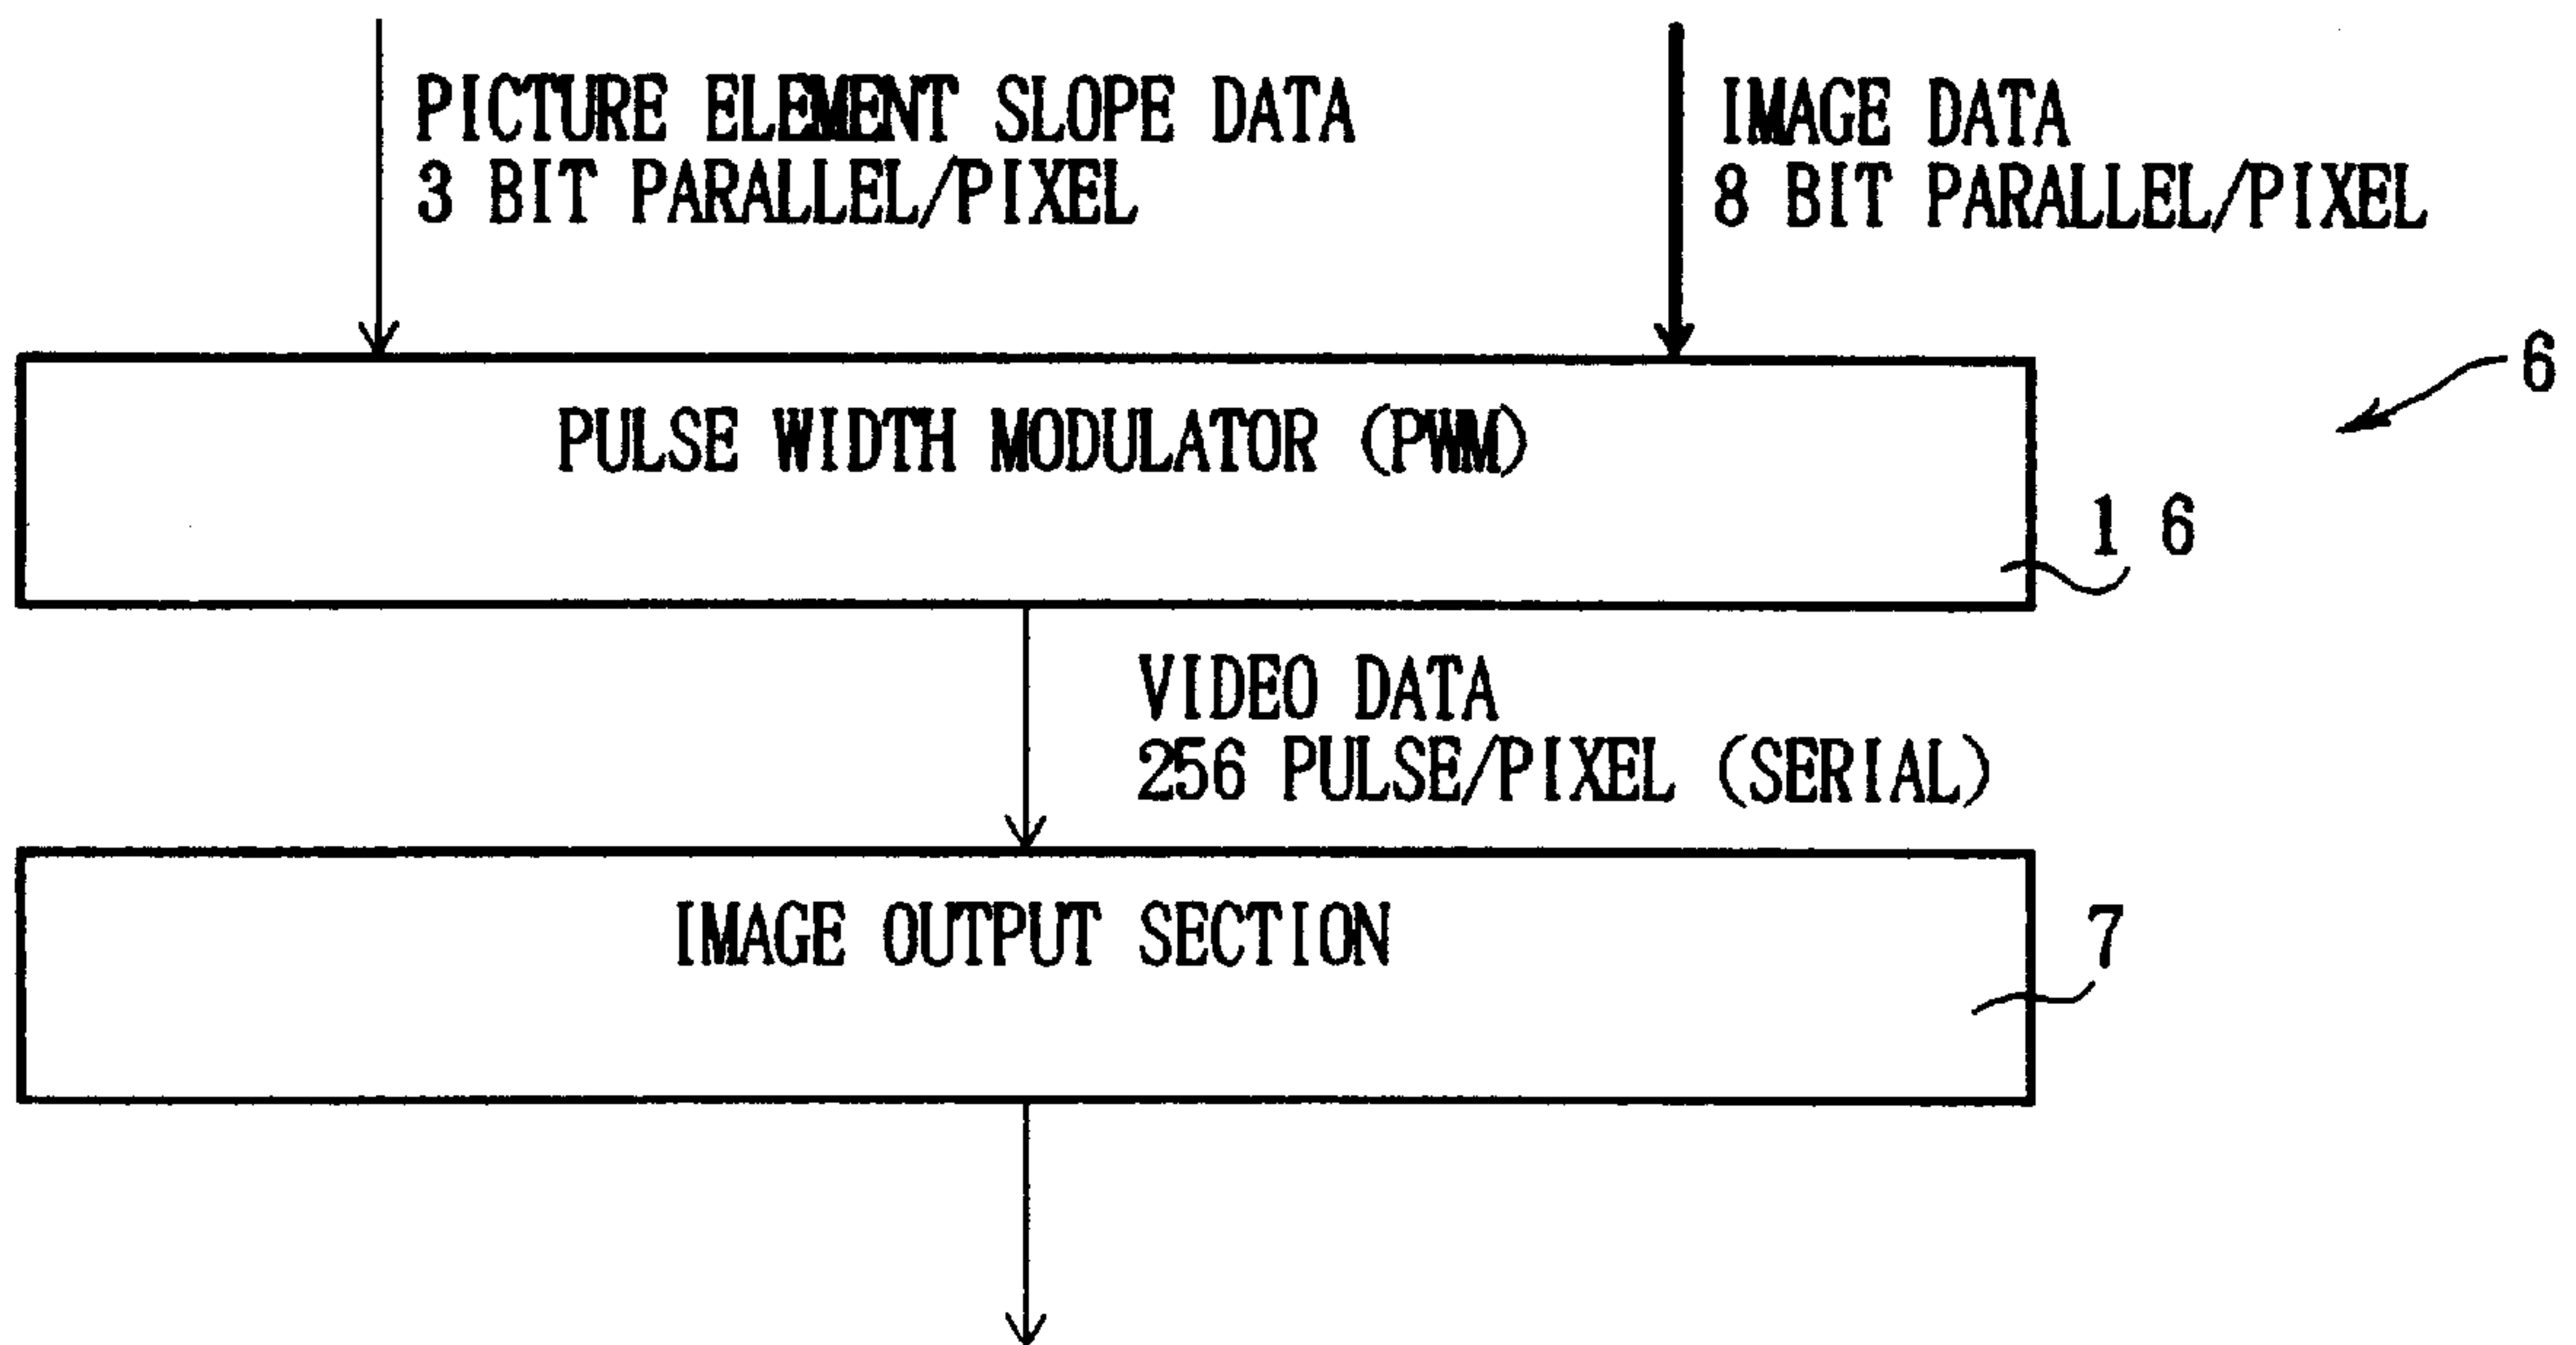 PICTURE ELEMENT SLOPE DATA
3 BIT PARALLEL/PIXEL
IMAGE DATA
8 BIT PARALLEL/PIXEL
6
PULSE WIDTH MODULATOR (PWM)
16
VIDEO DATA
256 PULSE/PIXEL (SERIAL)
IMAGE OUTPUT SECTION
7